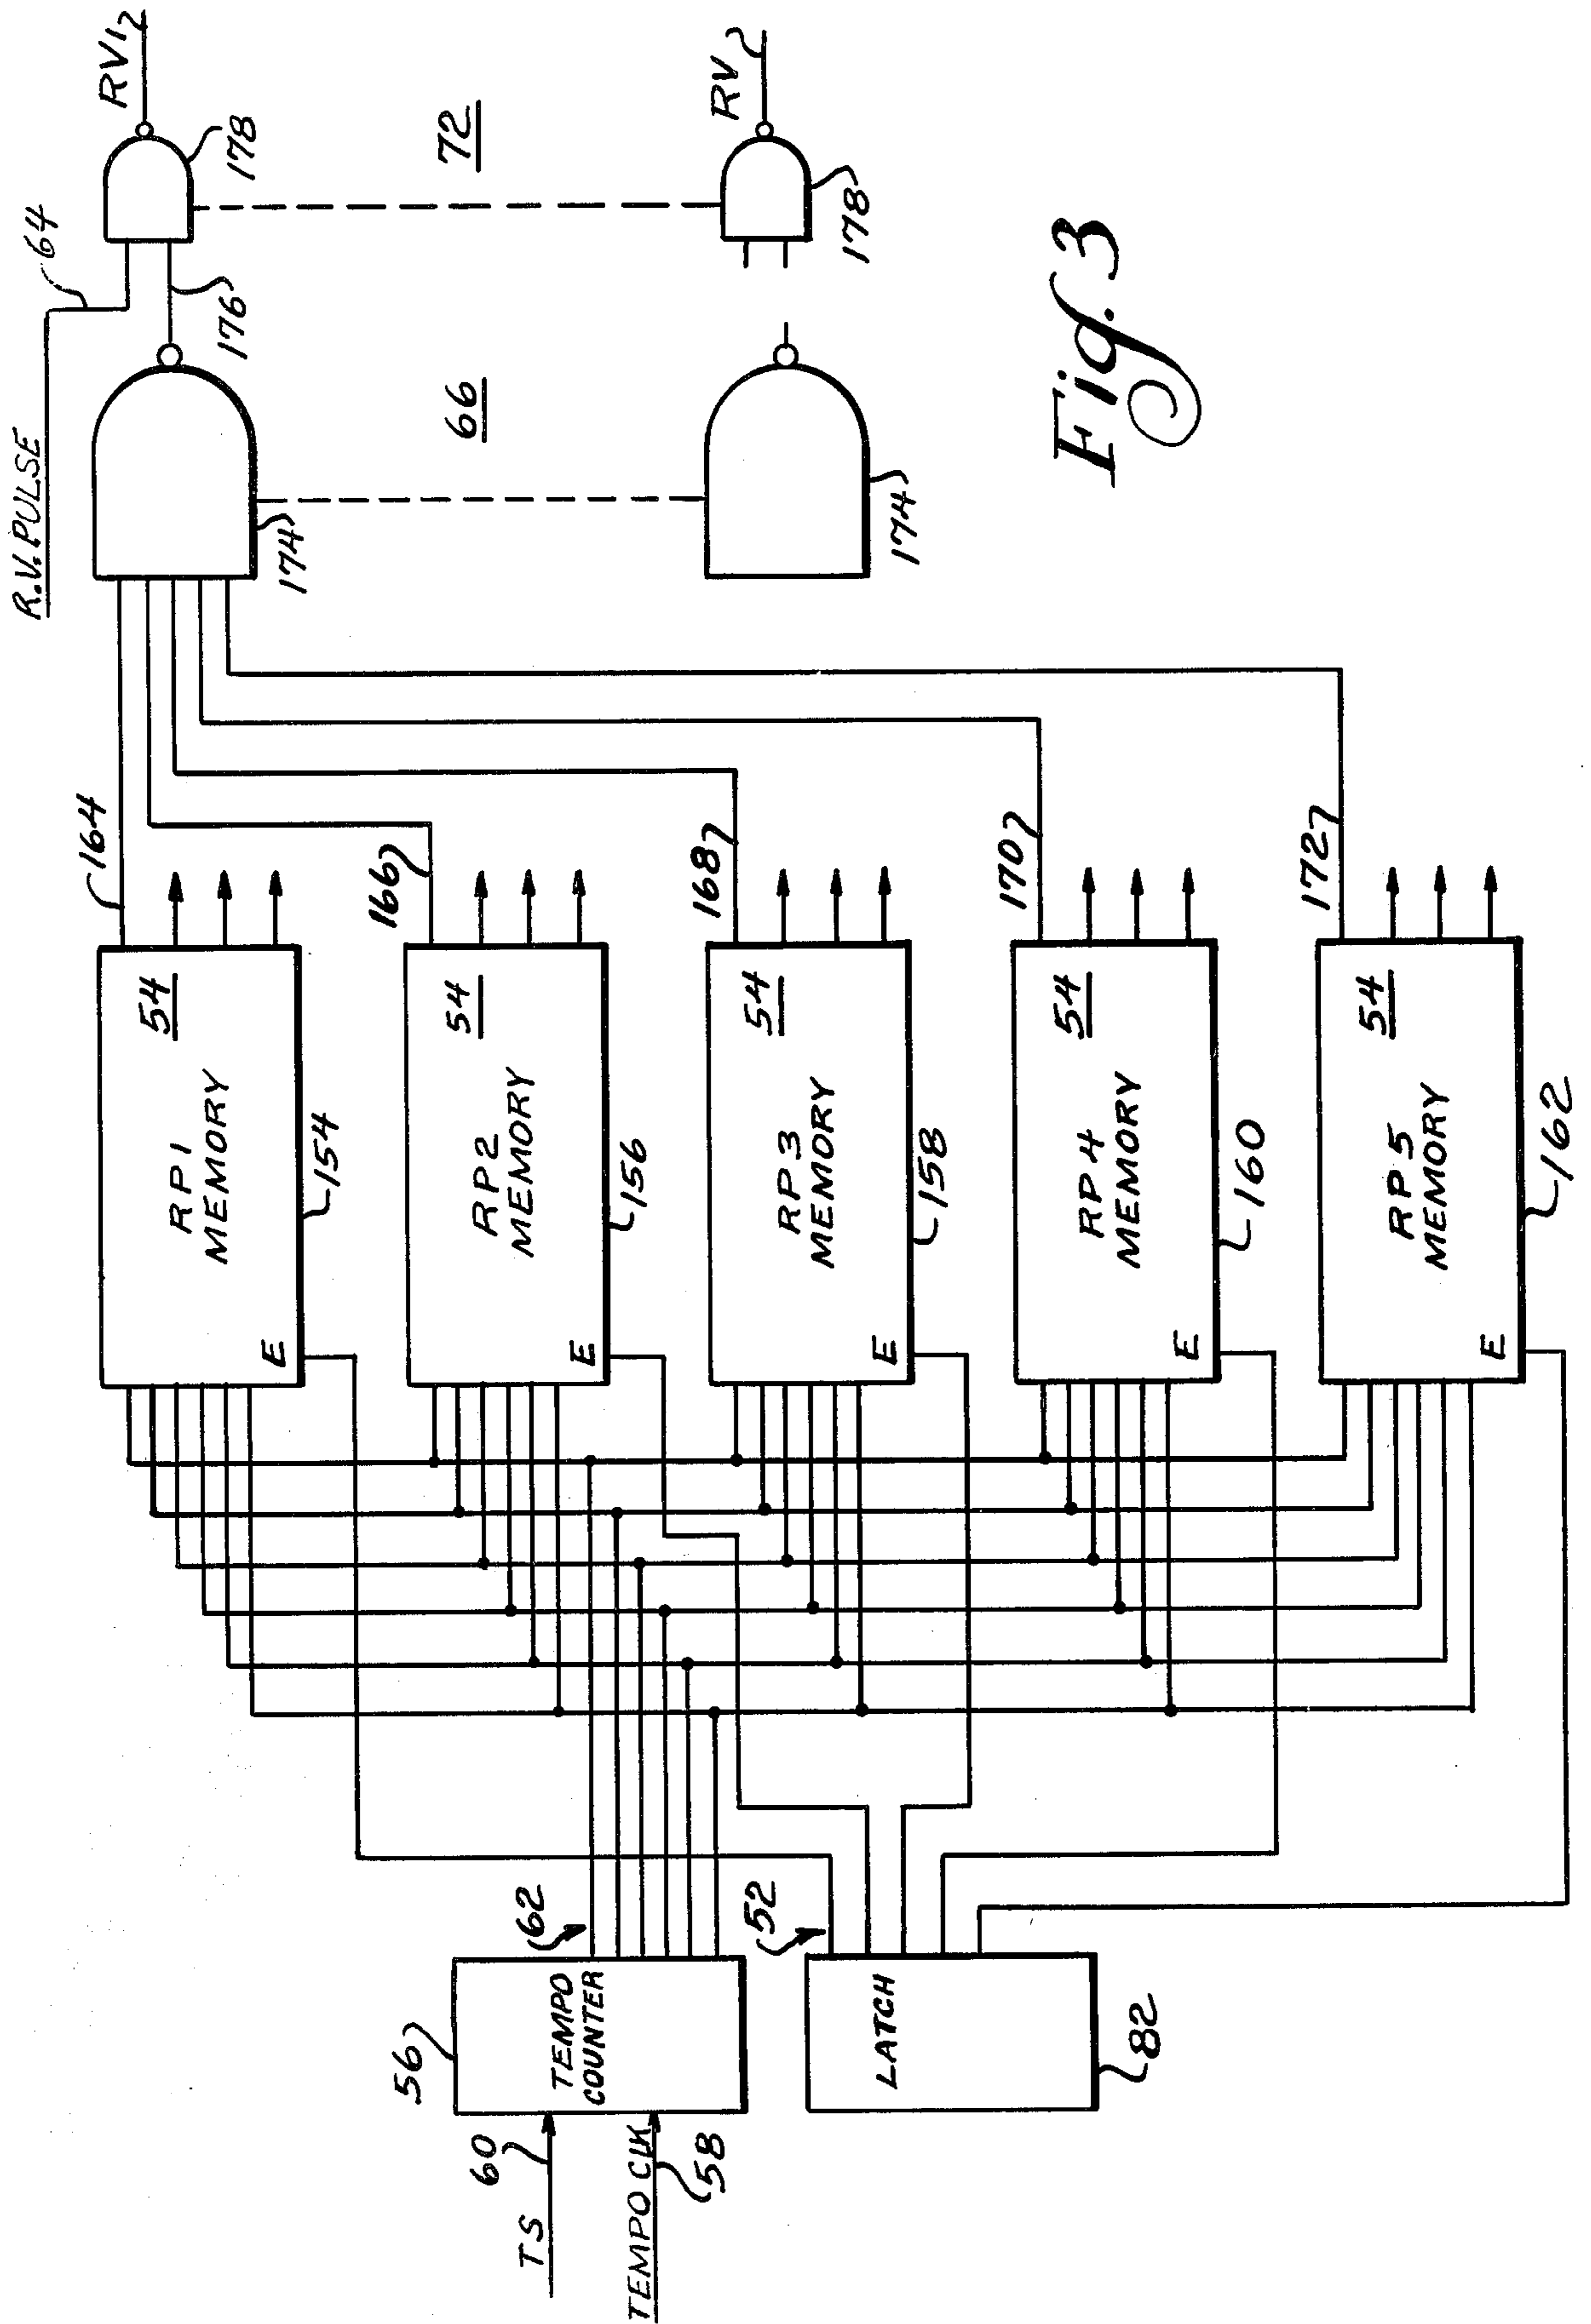 R.V. PULSE
64
RV1
178
176
174
66
72
RV
178
174
164
166
168
170
172
54
RP1
MEMORY
E
154
54
RP2
MEMORY
E
156
54
RP3
MEMORY
E
158
54
RP4
MEMORY
E
160
54
RP5
MEMORY
E
162
62
52
56
TEMPO
COUNTER
60
TS
TEMPO CLK
58
LATCH
82
Fig. 3